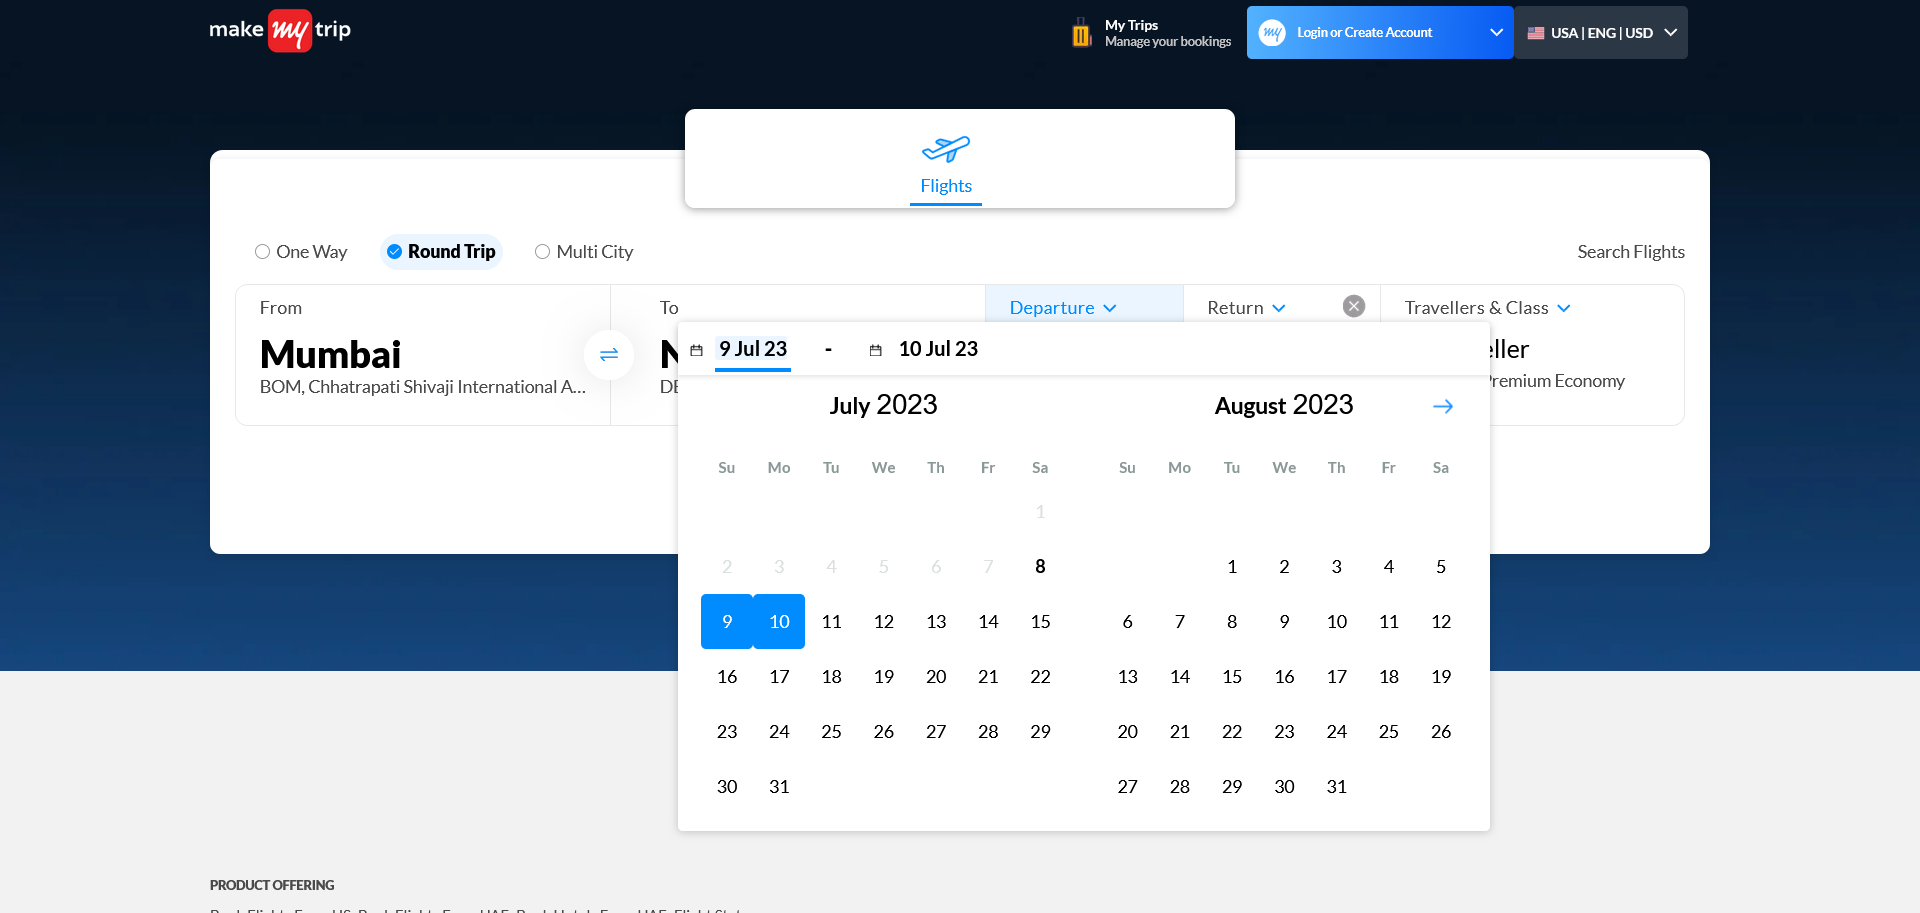 make my trip
My Trips
Manage your bookings
my Login or Create Account
USA | ENG | USD
Flights
One Way Round Trip Multi City Search Flights
From To Departure Return Travellers & Class
Mumbai
BOM, Chhatrapati Shivaji International A...
9 Jul 23 - 10 Jul 23
eller
Premium Economy
July 2023 August 2023
Su Mo Tu We Th Fr Sa Su Mo Tu We Th Fr Sa
1
2 3 4 5 6 7 8 1 2 3 4 5
9 10 11 12 13 14 15 6 7 8 9 10 11 12
16 17 18 19 20 21 22 13 14 15 16 17 18 19
23 24 25 26 27 28 29 20 21 22 23 24 25 26
30 31 27 28 29 30 31
PRODUCT OFFERING